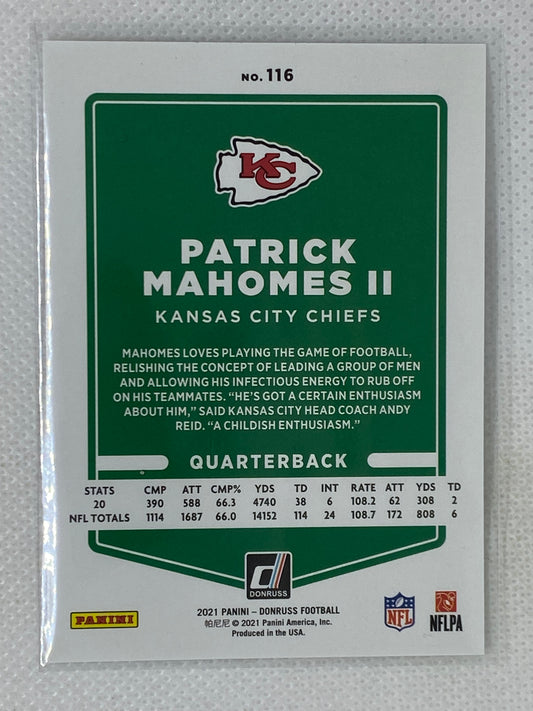 NO. 116
KC
PATRICK
MAHOMES II
KANSAS CITY CHIEFS
MAHOMES LOVES PLAYING THE GAME OF FOOTBALL,
RELISHING THE CONCEPT OF LEADING A GROUP OF MEN
AND ALLOWING HIS INFECTIOUS ENERGY TO RUB OFF
ON HIS TEAMMATES. “HE’S GOT A CERTAIN ENTHUSIASM
ABOUT HIM,” SAID KANSAS CITY HEAD COACH ANDY
REID. “A CHILDISH ENTHUSIASM.”
QUARTERBACK
STATS CMP ATT CMP% YDS TD INT RATE ATT YDS TD
20 390 588 66.3 4740 38 6 108.2 62 308 2
NFL TOTALS 1114 1687 66.0 14152 114 24 108.7 172 808 6
DONRUSS
PANINI
2021 PANINI – DONRUSS FOOTBALL
帕尼尼 © 2021 Panini America, Inc.
Produced in the USA.
NFL
NFLPA